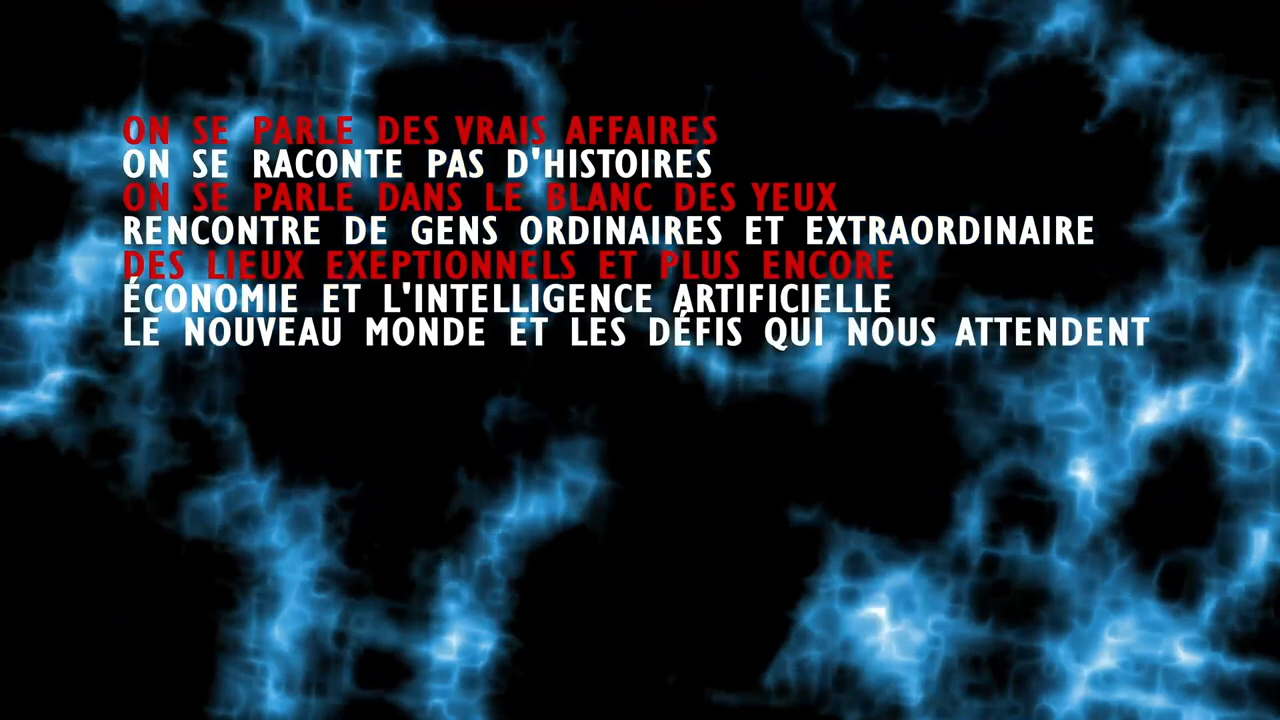 ON SE PARLE DES VRAIS AFFAIRES
ON SE RACONTE PAS D'HISTOIRES
ON SE PARLE DANS LE BLANC DES YEUX
RENCONTRE DE GENS ORDINAIRES ET EXTRAORDINAIRE
DES LIEUX EXEPTIONNELS ET PLUS ENCORE
ÉCONOMIE ET L'INTELLIGENCE ARTIFICIELLE
LE NOUVEAU MONDE ET LES DÉFIS QUI NOUS ATTENDENT